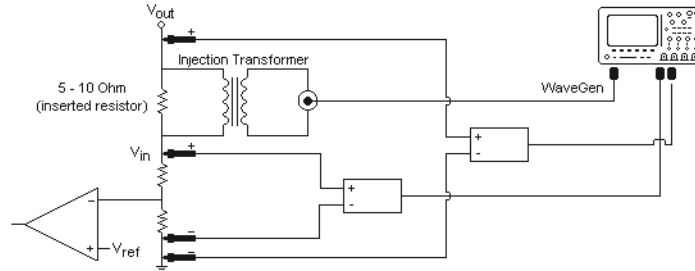 Vout
+
Injection Transformer
5 - 10 Ohm
(inserted resistor)
WaveGen
Vin
+
+
-
+
-
-
+
Vref
-
-